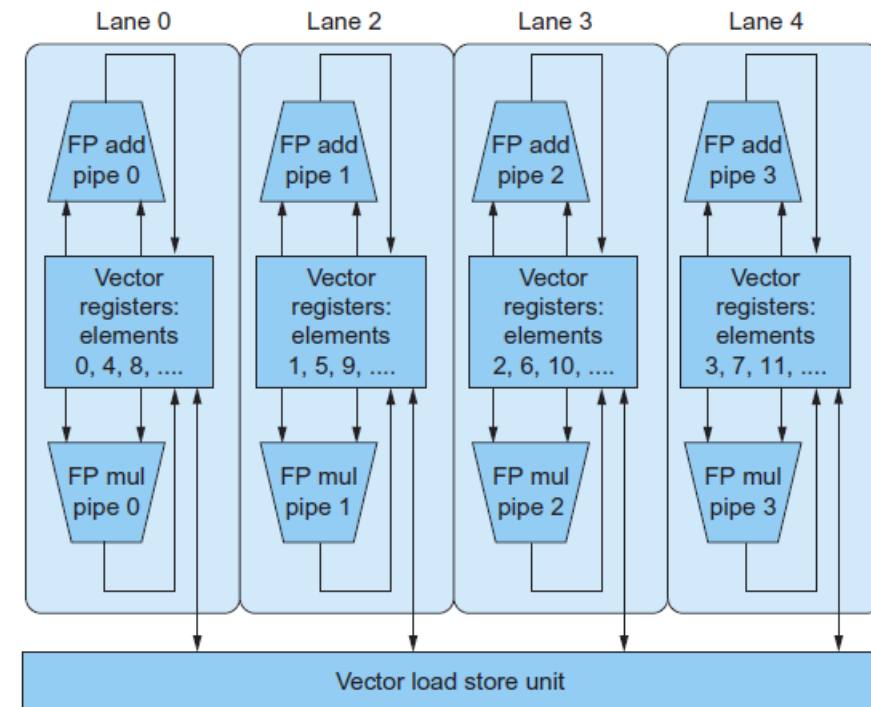 Lane 0 Lane 2 Lane 3 Lane 4
FP add FP add FP add FP add
pipe 0 pipe 1 pipe 2 pipe 3
Vector Vector Vector Vector
registers: registers: registers: registers:
elements elements elements elements
0, 4, 8, .... 1, 5, 9, .... 2, 6, 10, .... 3, 7, 11, ....
FP mul FP mul FP mul FP mul
pipe 0 pipe 1 pipe 2 pipe 3
Vector load store unit